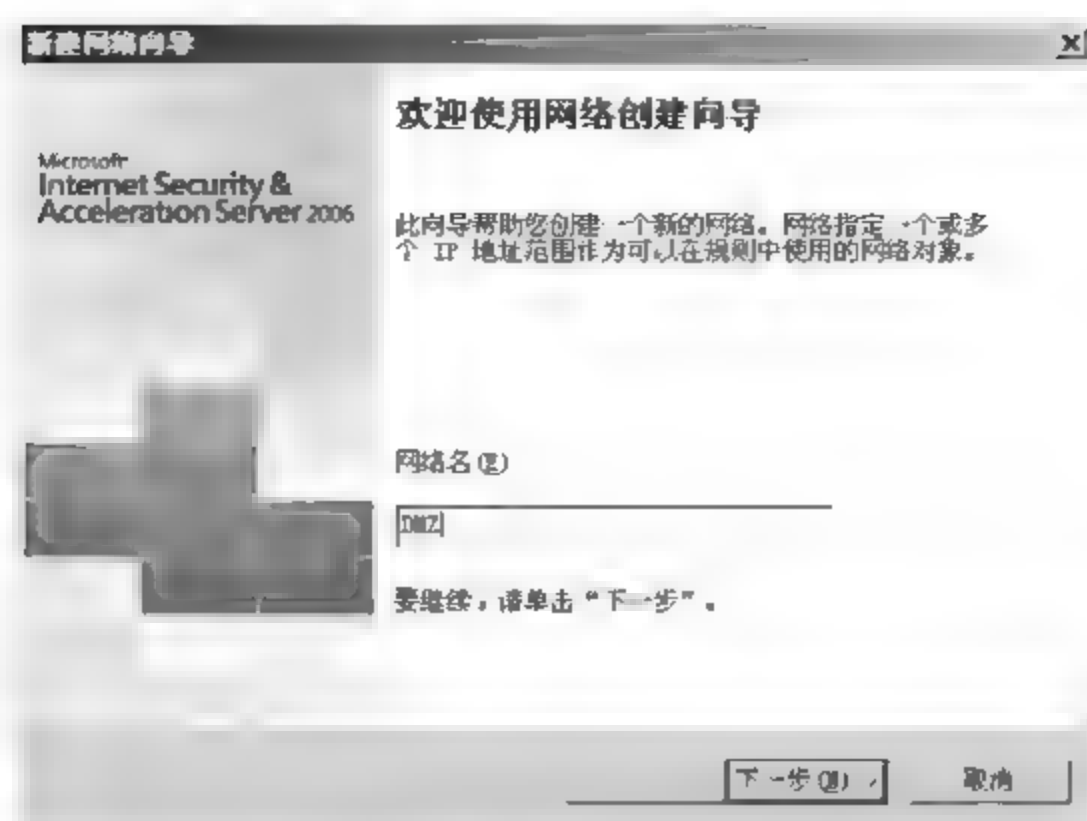 新建网络向导
欢迎使用网络创建向导
Microsoft
Internet Security &
Acceleration Server 2006
此向导帮助您创建一个新的网络。网络指定一个或多
个 IP 地址范围作为可以在规则中使用的网络对象。
网络名(E)
DMZ
要继续，请单击“下一步”。
下一步(N) >
取消